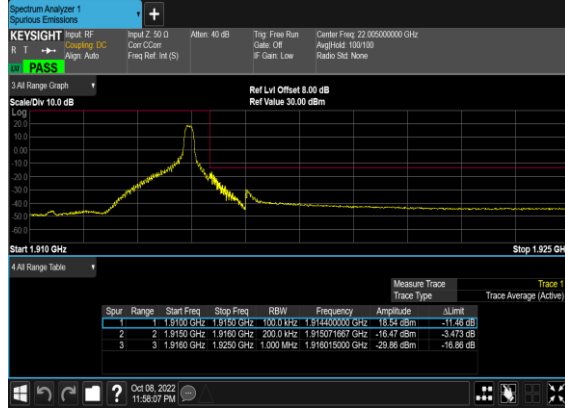 Spectrum Analyzer 1
Spurious Emissions
+
KEYSIGHT
R T
PASS
Input: RF
Coupling: DC
Align: Auto
Input Z: 50 Ω
Corr CCorr
Freq Ref: Int (S)
Atten: 40 dB
Trig: Free Run
Gate: Off
IF Gain: Low
Center Freq: 22.005000000 GHz
Avg|Hold: 100/100
Radio Std: None
3 All Range Graph
Scale/Div 10.0 dB
Ref Lvl Offset 8.00 dB
Ref Value 30.00 dBm
Log
20.0
10.0
0.00
-10.0
-20.0
-30.0
-40.0
-50.0
-60.0
Start 1.910 GHz
Stop 1.925 GH
4 All Range Table
Measure Trace Trace 1
Trace Type Trace Average (Active)
Spur Range Start Freq Stop Freq RBW Frequency Amplitude ΔLimit
1 1 1.9100 GHz 1.9150 GHz 100.0 kHz 1.914400000 GHz 18.54 dBm -11.46 dB
2 2 1.9150 GHz 1.9160 GHz 200.0 kHz 1.915071667 GHz -16.47 dBm -3.473 dB
3 3 1.9160 GHz 1.9250 GHz 1.000 MHz 1.916015000 GHz -29.86 dBm -16.86 dB
?
Oct 08, 2022
11:58:07 PM